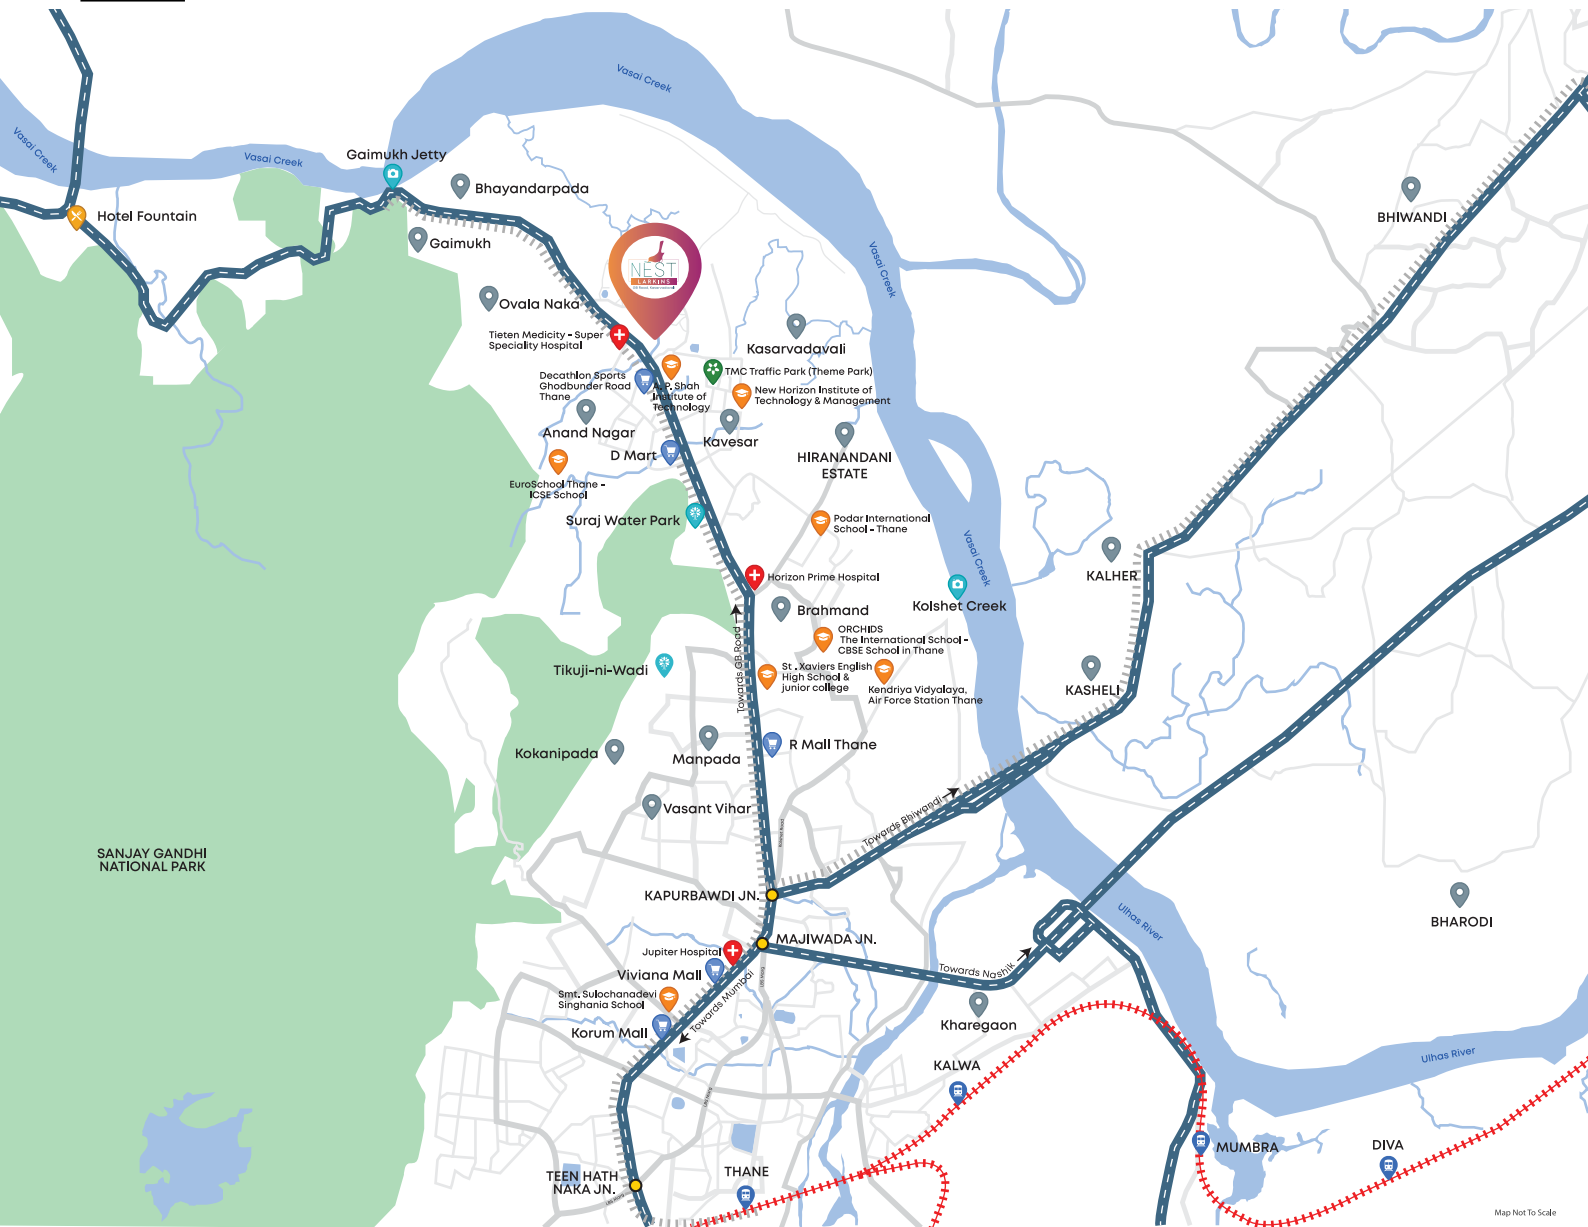 Vasai Creek
Vasai Creek
Vasai Creek
Gaimukh Jetty
Bhayandarpada
Hotel Fountain
Gaimukh
Vasai Creek
BHIWANDI
NEST
LARKINS
Ovala Naka
Tieten Medicity - Super
Speciality Hospital
Kasarvadavali
Decathlon Sports
Ghodbunder Road
Thane
A. P. Shah
Institute of
Technology
TMC Traffic Park (Theme Park)
New Horizon Institute of
Technology & Management
Anand Nagar
Kavesar
D Mart
HIRANANDANI
ESTATE
EuroSchool Thane -
ICSE School
Suraj Water Park
Podar International
School - Thane
Vasai Creek
KALHER
Horizon Prime Hospital
Kolshet Creek
Brahmand
ORCHIDS
The International School -
CBSE School in Thane
Towards GB Road
Tikuji-ni-Wadi
St . Xaviers English
High School &
junior college
Kendriya Vidyalaya,
Air Force Station Thane
KASHELI
R Mall Thane
Kokanipada
Manpada
Vasant Vihar
Towards Bhiwandi
Kolshet Road
SANJAY GANDHI
NATIONAL PARK
KAPURBAWDI JN.
BHARODI
Ulhas River
MAJIWADA JN.
Jupiter Hospital
Viviana Mall
Towards Nashik
Towards Mumbai
Smt. Sulochanadevi
Singhania School
Korum Mall
Kharegaon
Ulhas River
KALWA
MUMBRA
DIVA
TEEN HATH
NAKA JN.
THANE
Map Not To Scale